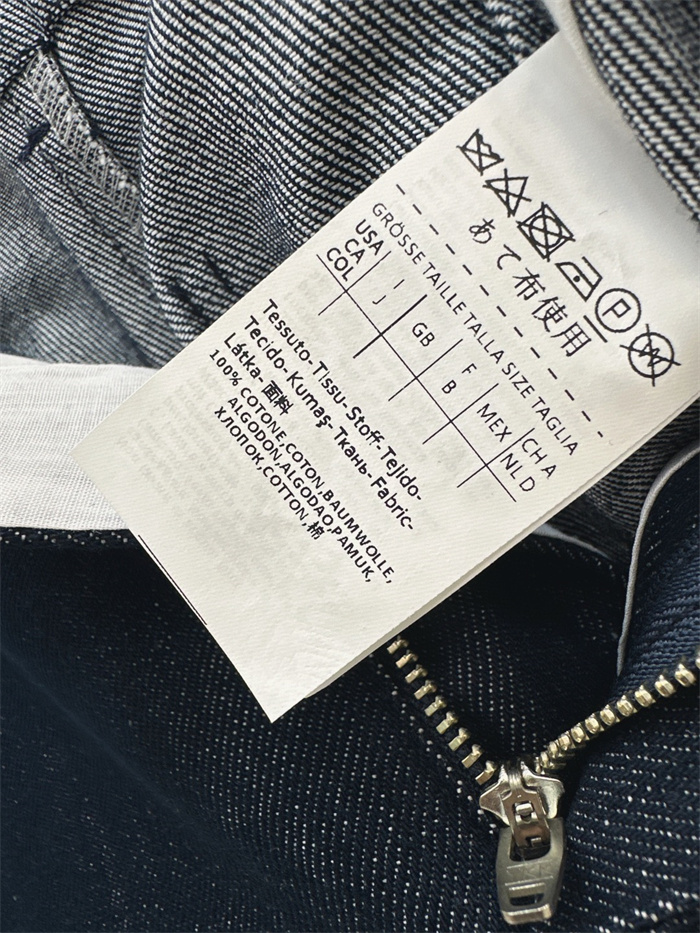 P W
あて布使用
GRÖSSE TAILLE TALLA SIZE TAGLIA
USA I GB F MEX CH A
CA J B NLD
COL
Tessuto-Tissu-Stoff-Tejido-
Tecido-Kumaş-Ткань-Fabric-
Látka-面料
100% COTONE,COTON,BAUMWOLLE,
ALGODON,ALGODAO,PAMUK,
ХЛОПОК,COTTON,棉